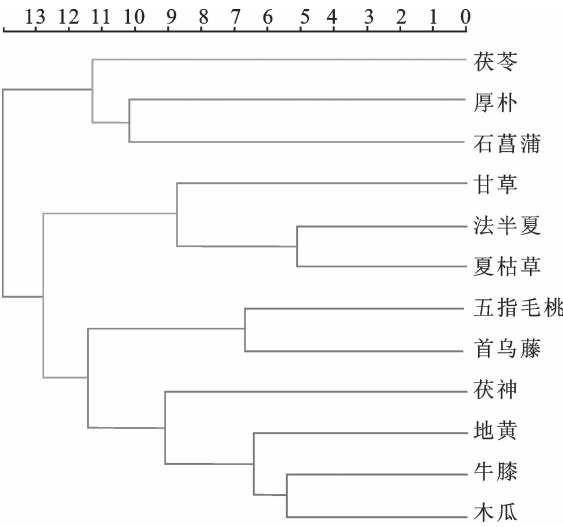 13 12 11 10 9 8 7 6 5 4 3 2 1 0
茯苓
厚朴
石菖蒲
甘草
法半夏
夏枯草
五指毛桃
首乌藤
茯神
地黄
牛膝
木瓜